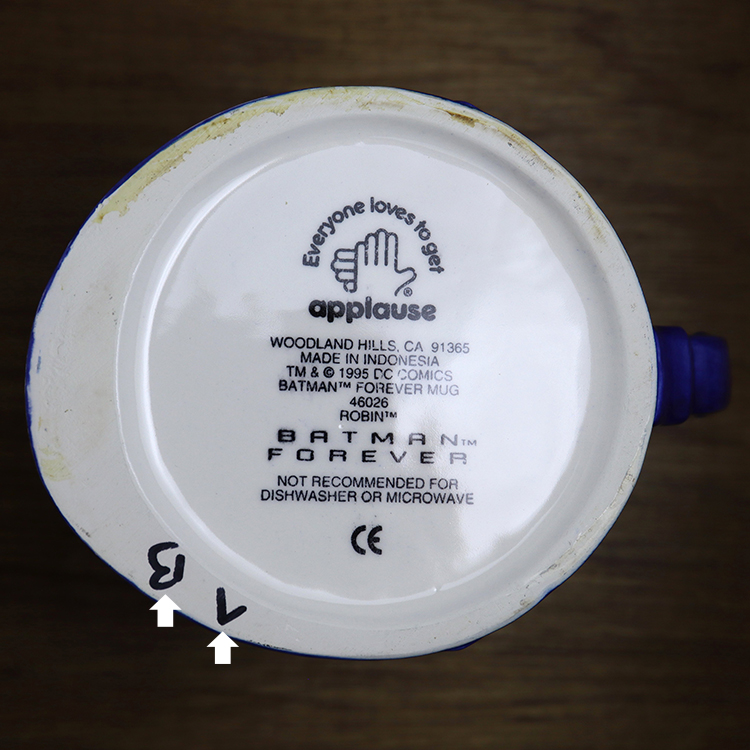 Everyone loves to get
®
applause
WOODLAND HILLS, CA 91365
MADE IN INDONESIA
TM & © 1995 DC COMICS
BATMAN™ FOREVER MUG
46026
ROBIN™
BATMAN™
FOREVER
NOT RECOMMENDED FOR
DISHWASHER OR MICROWAVE
CE
B
1